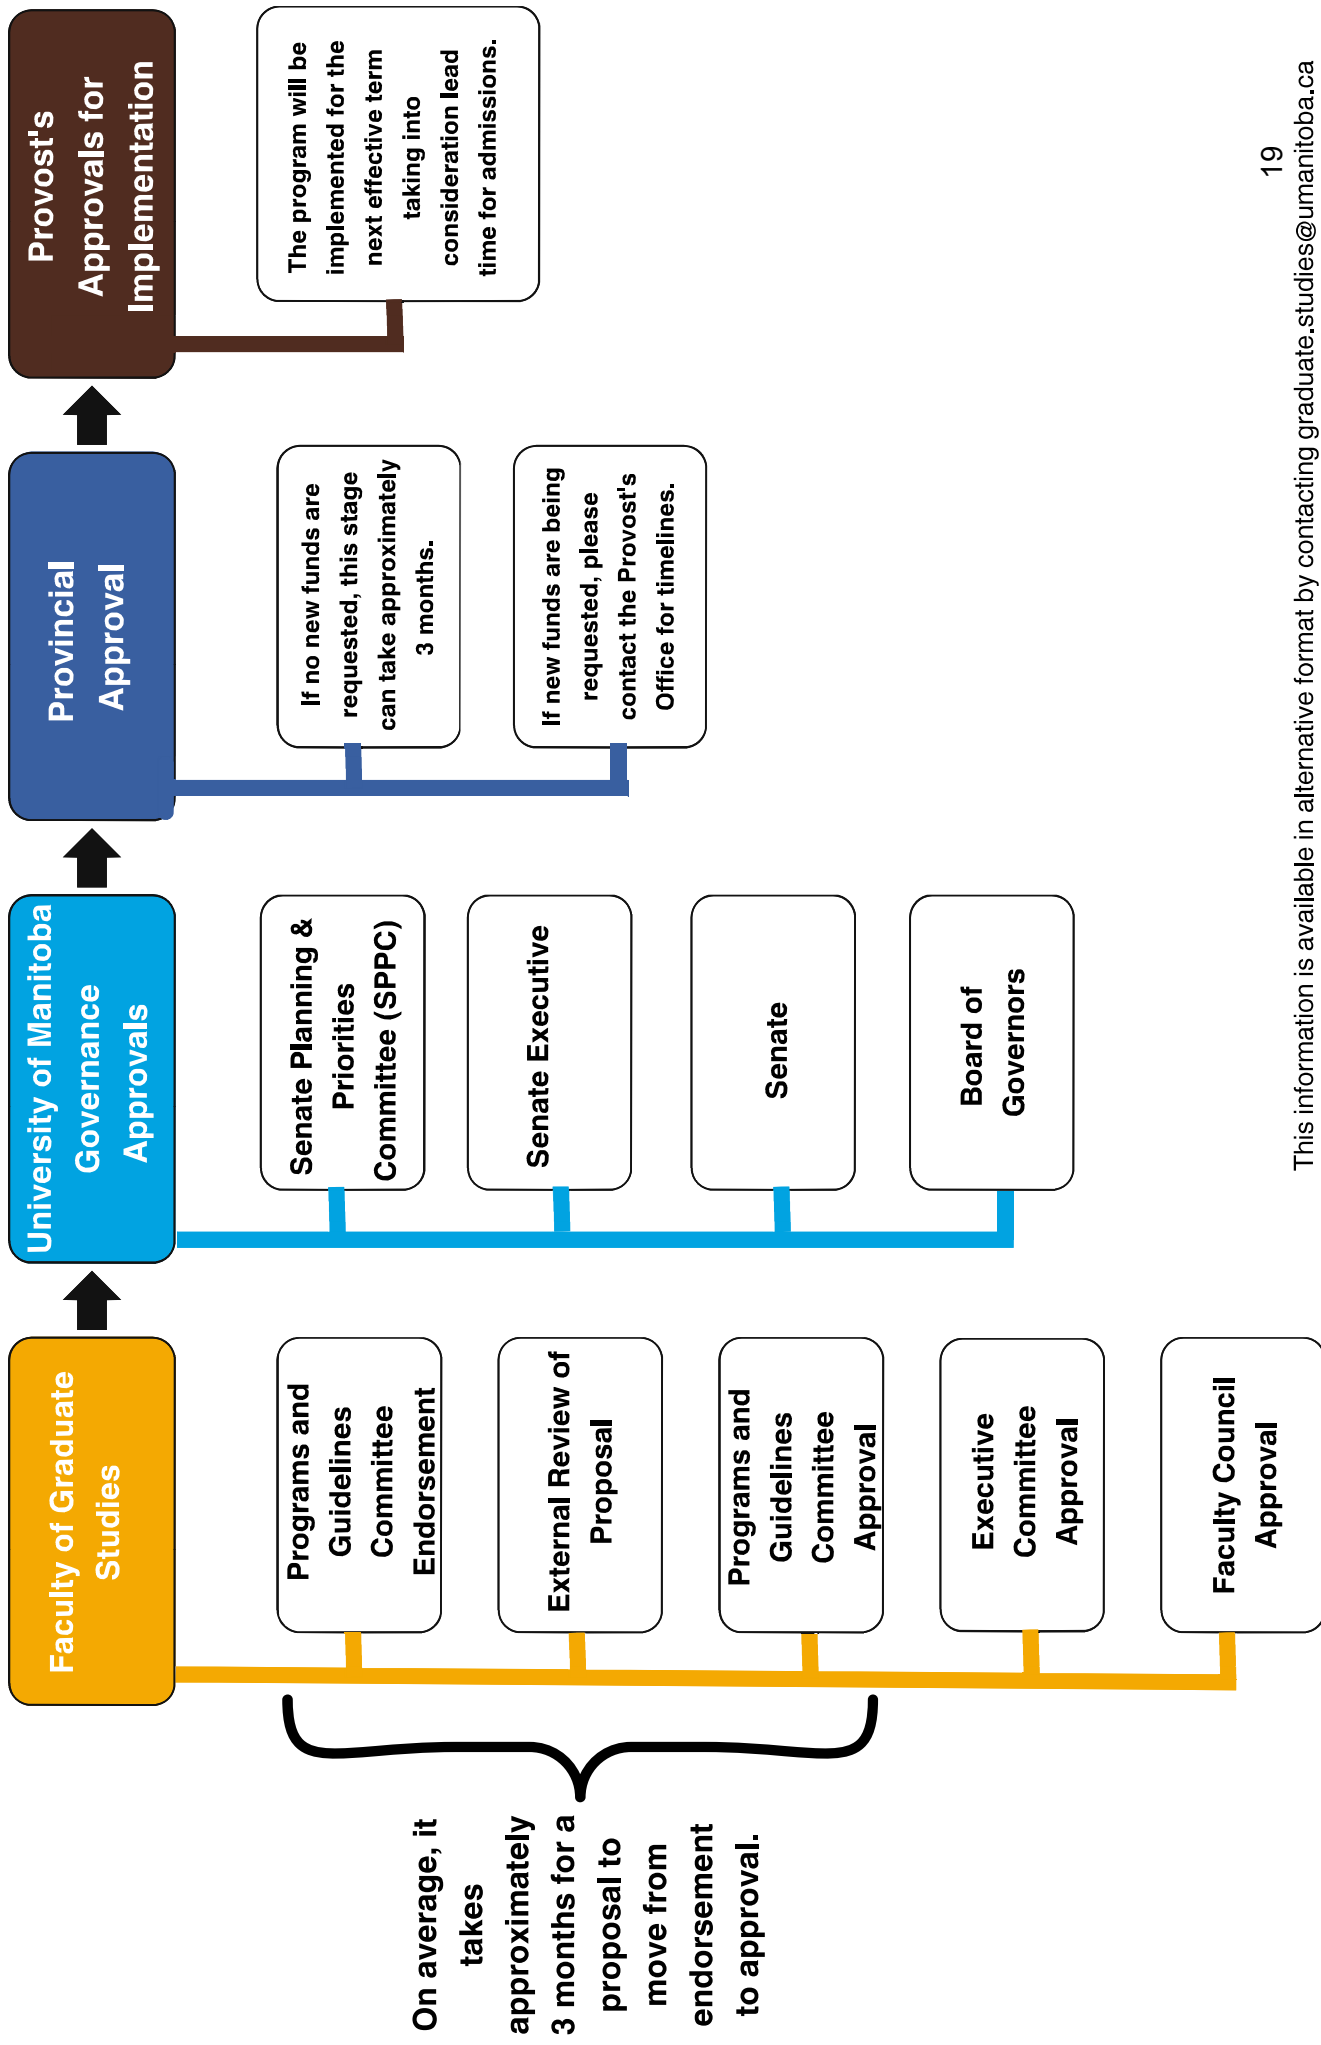 Faculty of Graduate
Studies
University of Manitoba
Governance
Approvals
Provincial
Approval
Provost's
Approvals for
Implementation
On average, it
takes
approximately
3 months for a
proposal to
move from
endorsement
to approval.
Programs and
Guidelines
Committee
Endorsement
External Review of
Proposal
Programs and
Guidelines
Committee
Approval
Executive
Committee
Approval
Faculty Council
Approval
Senate Planning &
Priorities
Committee (SPPC)
Senate Executive
Senate
Board of
Governors
If no new funds are
requested, this stage
can take approximately
3 months.
If new funds are being
requested, please
contact the Provost's
Office for timelines.
The program will be
implemented for the
next effective term
taking into
consideration lead
time for admissions.
19
This information is available in alternative format by contacting graduate.studies@umanitoba.ca